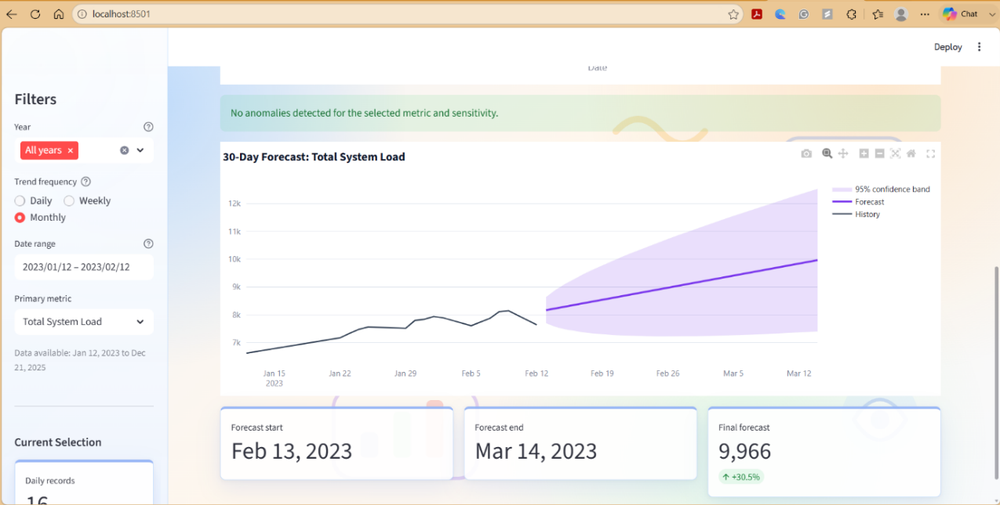 localhost:8501
Chat
Deploy
Filters
Year
All years
Trend frequency
Daily
Weekly
Monthly
Date range
2023/01/12 – 2023/02/12
Primary metric
Total System Load
Data available: Jan 12, 2023 to Dec
21, 2025
Current Selection
Daily records
16
Date
No anomalies detected for the selected metric and sensitivity.
30-Day Forecast: Total System Load
12k
11k
10k
9k
8k
7k
Jan 15
2023
Jan 22
Jan 29
Feb 5
Feb 12
Feb 19
Feb 26
Mar 5
Mar 12
95% confidence band
Forecast
History
Forecast start
Feb 13, 2023
Forecast end
Mar 14, 2023
Final forecast
9,966
↑ +30.5%